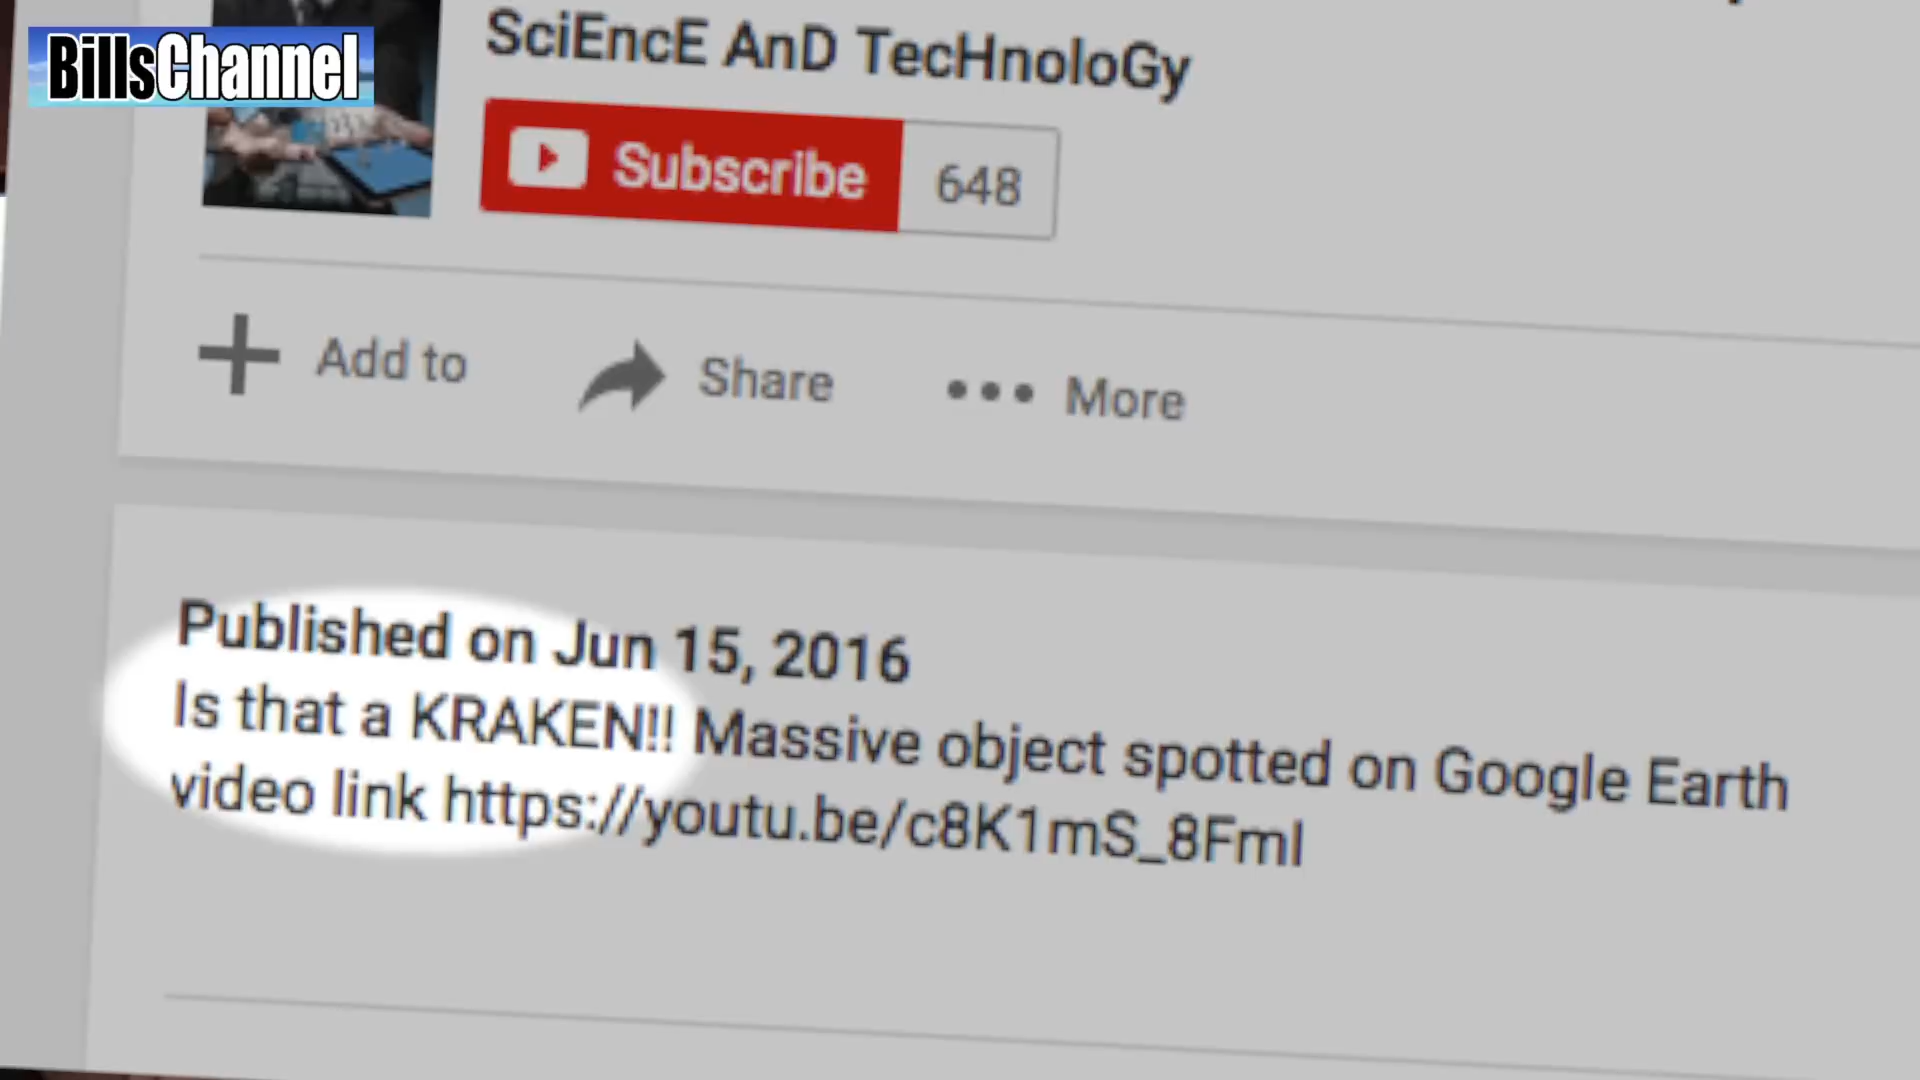 BillsChannel
SciEncE AnD TecHnoloGy
Subscribe 648
Add to Share More
Published on Jun 15, 2016
Is that a KRAKEN!! Massive object spotted on Google Earth
video link https://youtu.be/c8K1mS_8FmI